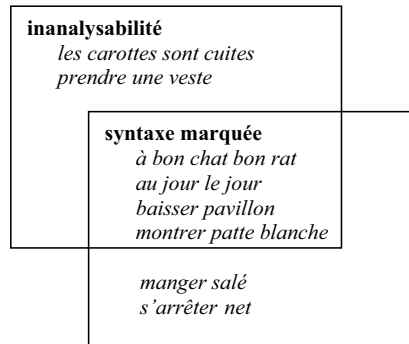 inanalysabilité
les carottes sont cuites
prendre une veste
syntaxe marquée
à bon chat bon rat
au jour le jour
baisser pavillon
montrer patte blanche
manger salé
s’arrêter net